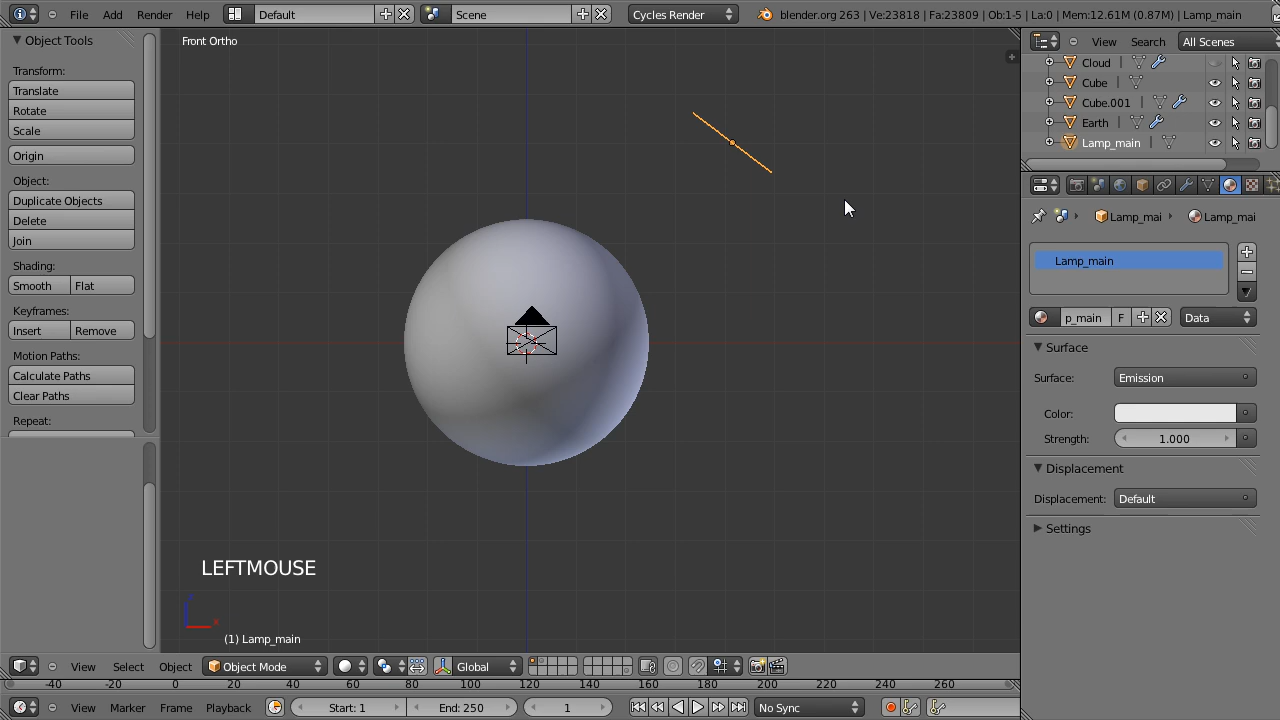 File Add Render Help Default Scene Cycles Render blender.org 263 | Ve:23818 | Fa:23809 | Ob:1-5 | La:0 | Mem:12.61M (0.87M) | Lamp_main
Object Tools
Transform:
Translate
Rotate
Scale
Origin
Object:
Duplicate Objects
Delete
Join
Shading:
Smooth Flat
Keyframes:
Insert Remove
Motion Paths:
Calculate Paths
Clear Paths
Repeat:
Front Ortho
LEFTMOUSE
x
(1) Lamp_main
View Search All Scenes
Cloud
Cube
Cube.001
Earth
Lamp_main
Lamp_mai Lamp_mai
Lamp_main
p_main F Data
Surface
Surface: Emission
Color:
Strength: 1.000
Displacement
Displacement: Default
Settings
View Select Object Object Mode Global
-40 -20 0 20 40 60 80 100 120 140 160 180 200 220 240 260
View Marker Frame Playback Start: 1 End: 250 1 No Sync